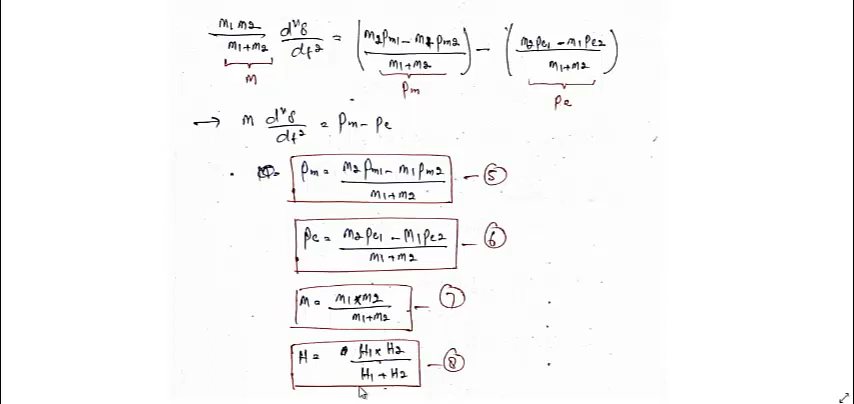 m1 m2 / m1+m2 d²δ/dt² = (m2pm1 - m1pm2 / m1+m2) - (m2pe1 - m1pe2 / m1+m2)
M pm pe
→ M d²δ/dt² = pm - pe
pm = m2pm1 - m1pm2 / m1+m2 - 5
pe = m2pe1 - m1pe2 / m1+m2 - 6
M = m1×m2 / m1+m2 - 7
H = H1×H2 / H1+H2 - 8